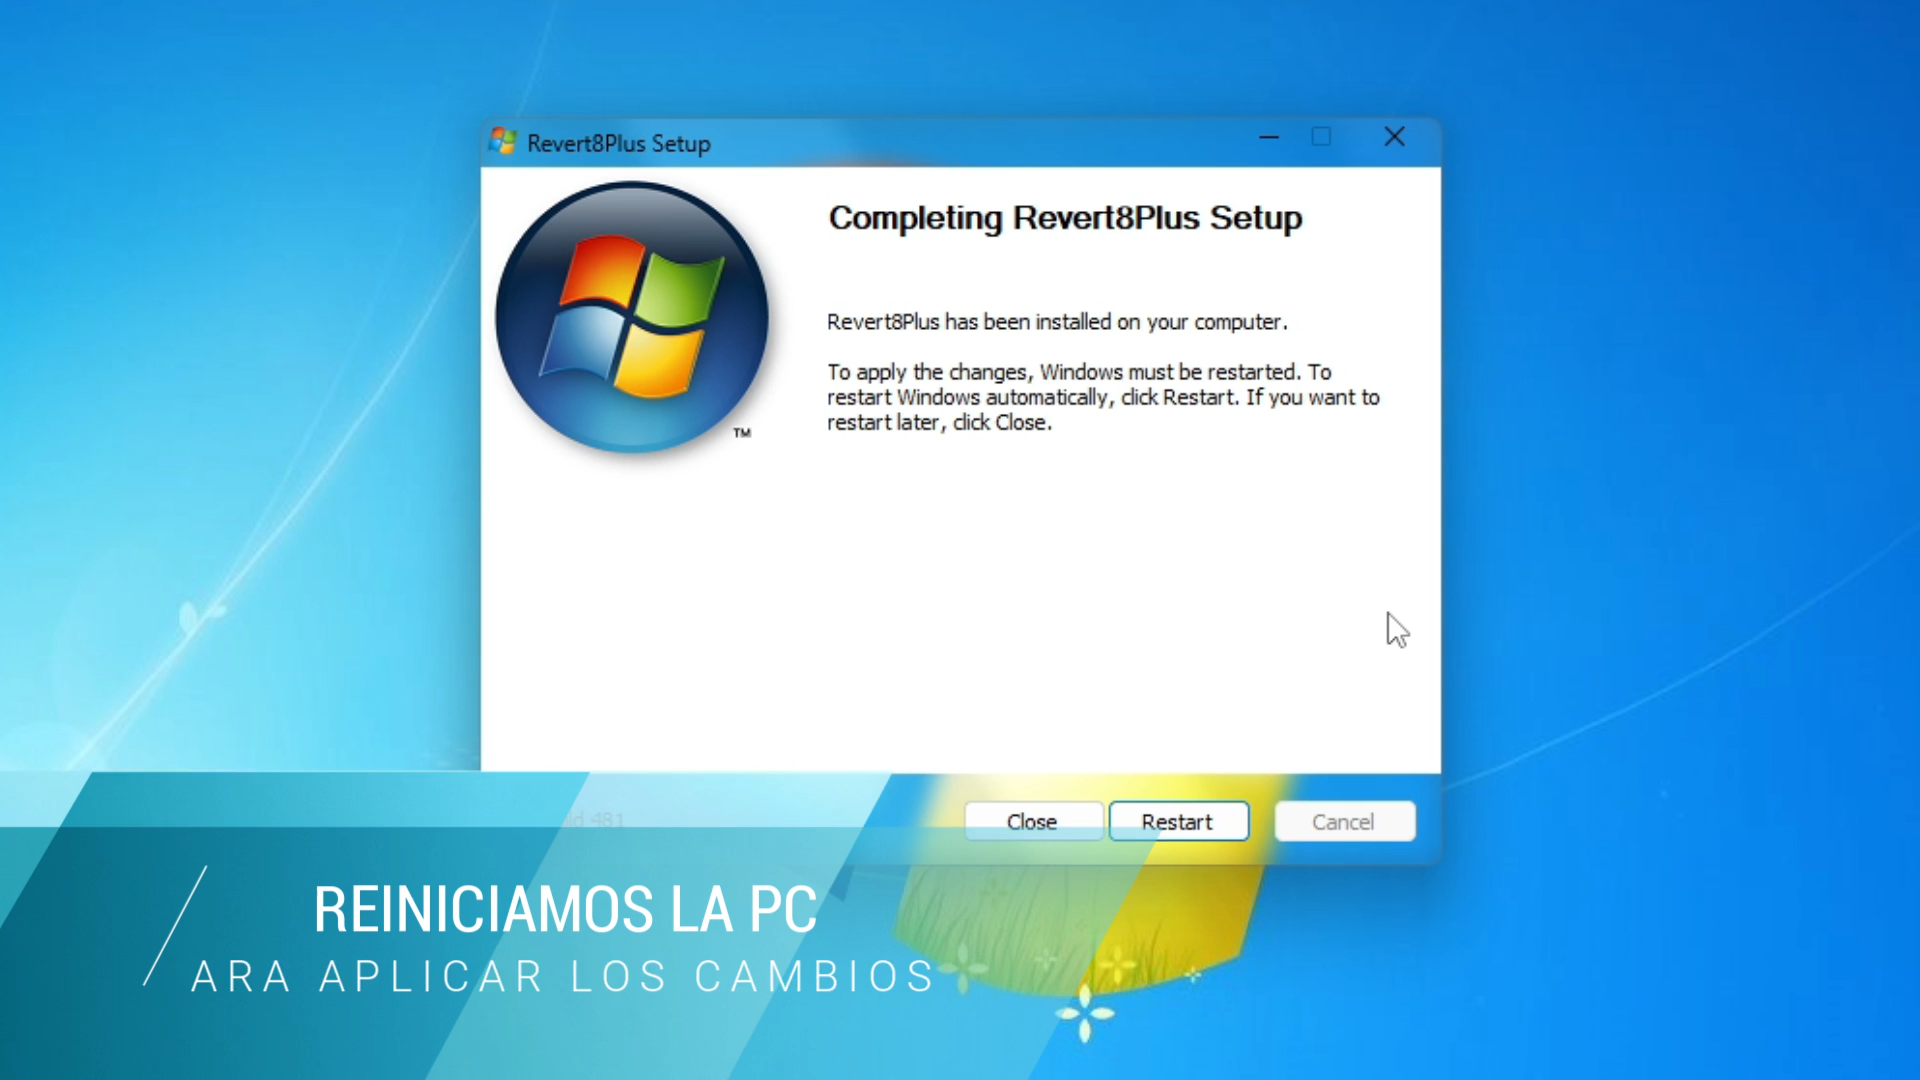 Revert8Plus Setup
Completing Revert8Plus Setup
Revert8Plus has been installed on your computer.
To apply the changes, Windows must be restarted. To
restart Windows automatically, click Restart. If you want to
restart later, click Close.
TM
481
Close
Restart
Cancel
REINICIAMOS LA PC
ARA APLICAR LOS CAMBIOS